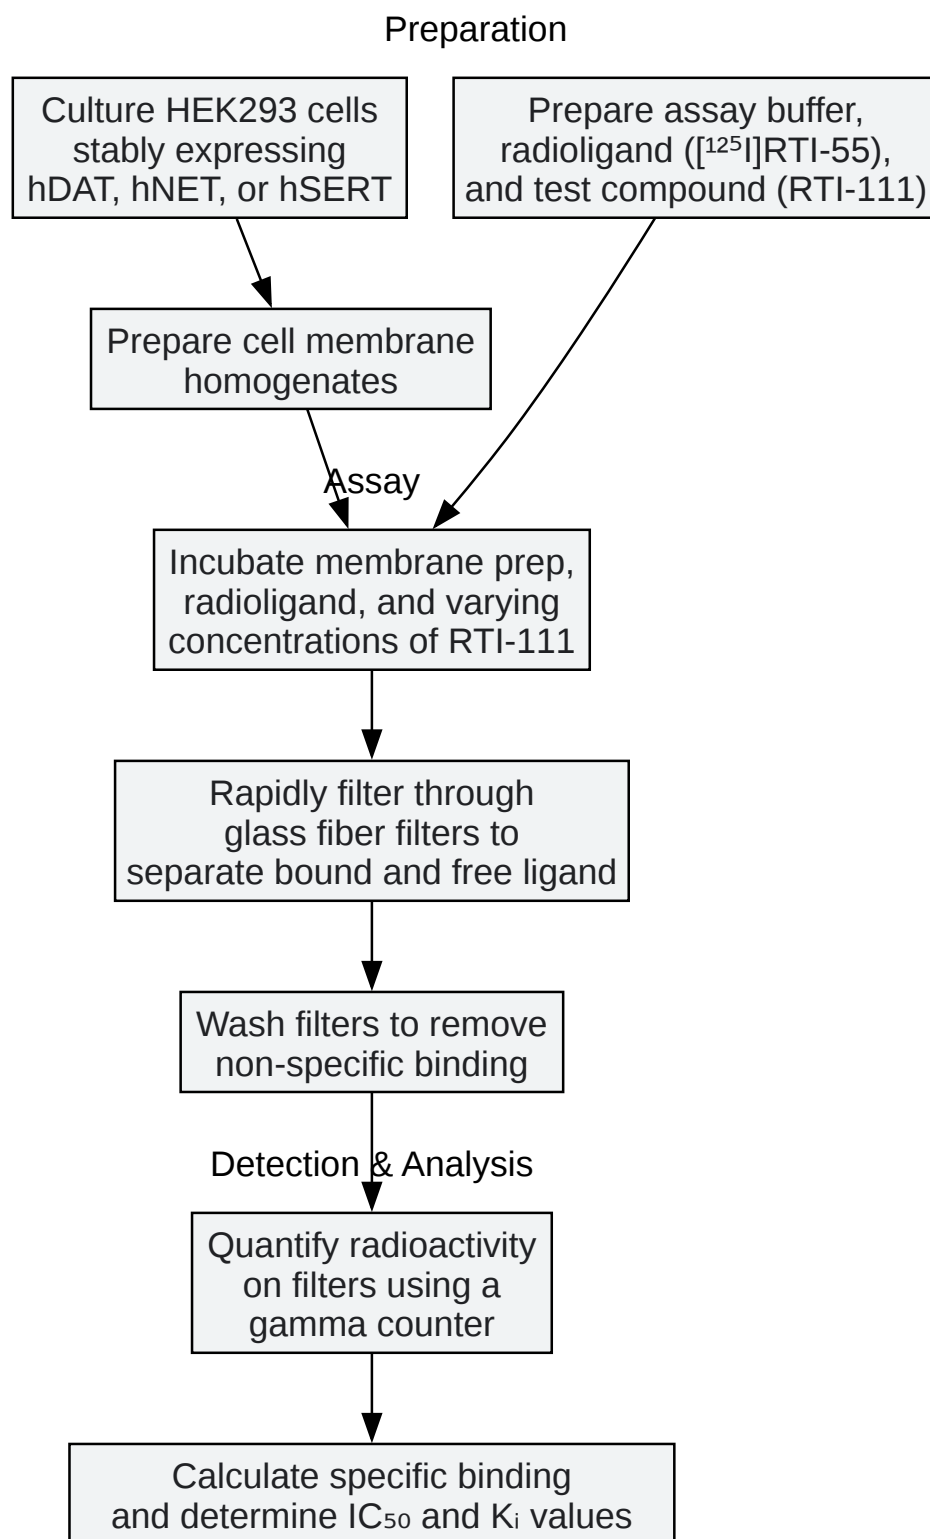 Preparation
Culture HEK293 cells
stably expressing
hDAT, hNET, or hSERT
Prepare assay buffer,
radioligand ([¹²⁵I]RTI-55),
and test compound (RTI-111)
Prepare cell membrane
homogenates
Assay
Incubate membrane prep,
radioligand, and varying
concentrations of RTI-111
Rapidly filter through
glass fiber filters to
separate bound and free ligand
Wash filters to remove
non-specific binding
Detection & Analysis
Quantify radioactivity
on filters using a
gamma counter
Calculate specific binding
and determine IC₅₀ and Kᵢ values